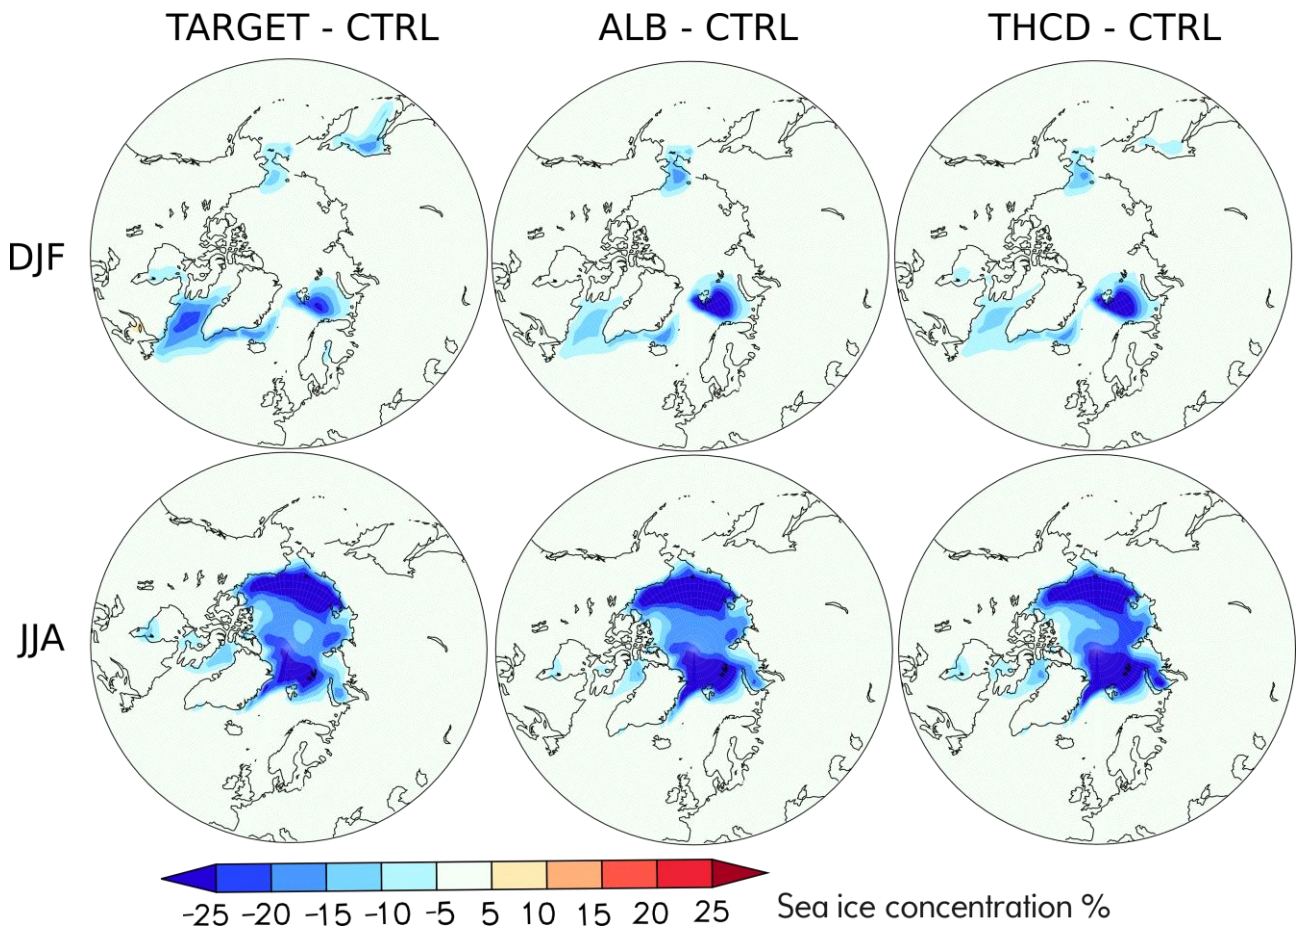 TARGET - CTRL ALB - CTRL THCD - CTRL
DJF
JJA
-25 -20 -15 -10 -5 5 10 15 20 25 Sea ice concentration %